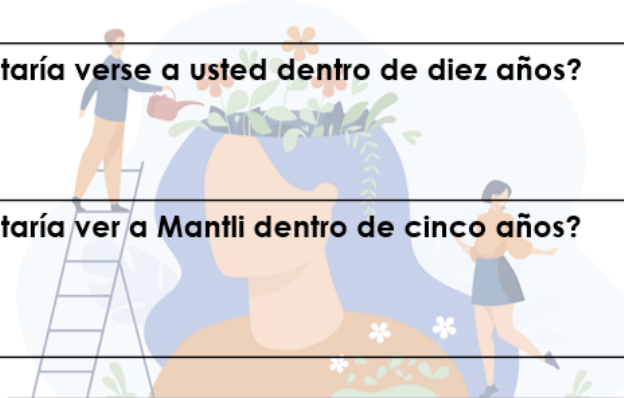 taría verse a usted dentro de diez años?
taría ver a Mantli dentro de cinco años?